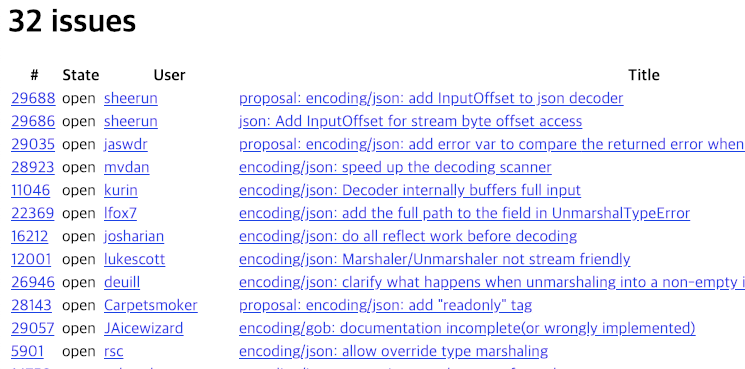 32 issues
# State User Title
29688 open sheerun proposal: encoding/json: add InputOffset to json decoder
29686 open sheerun json: Add InputOffset for stream byte offset access
29035 open jaswdr proposal: encoding/json: add error var to compare the returned error when
28923 open mvdan encoding/json: speed up the decoding scanner
11046 open kurin encoding/json: Decoder internally buffers full input
22369 open lfox7 encoding/json: add the full path to the field in UnmarshalTypeError
16212 open josharian encoding/json: do all reflect work before decoding
12001 open lukescott encoding/json: Marshaler/Unmarshaler not stream friendly
26946 open deuill encoding/json: clarify what happens when unmarshaling into a non-empty i
28143 open Carpetsmoker proposal: encoding/json: add "readonly" tag
29057 open JAicewizard encoding/gob: documentation incomplete(or wrongly implemented)
5901 open rsc encoding/json: allow override type marshaling